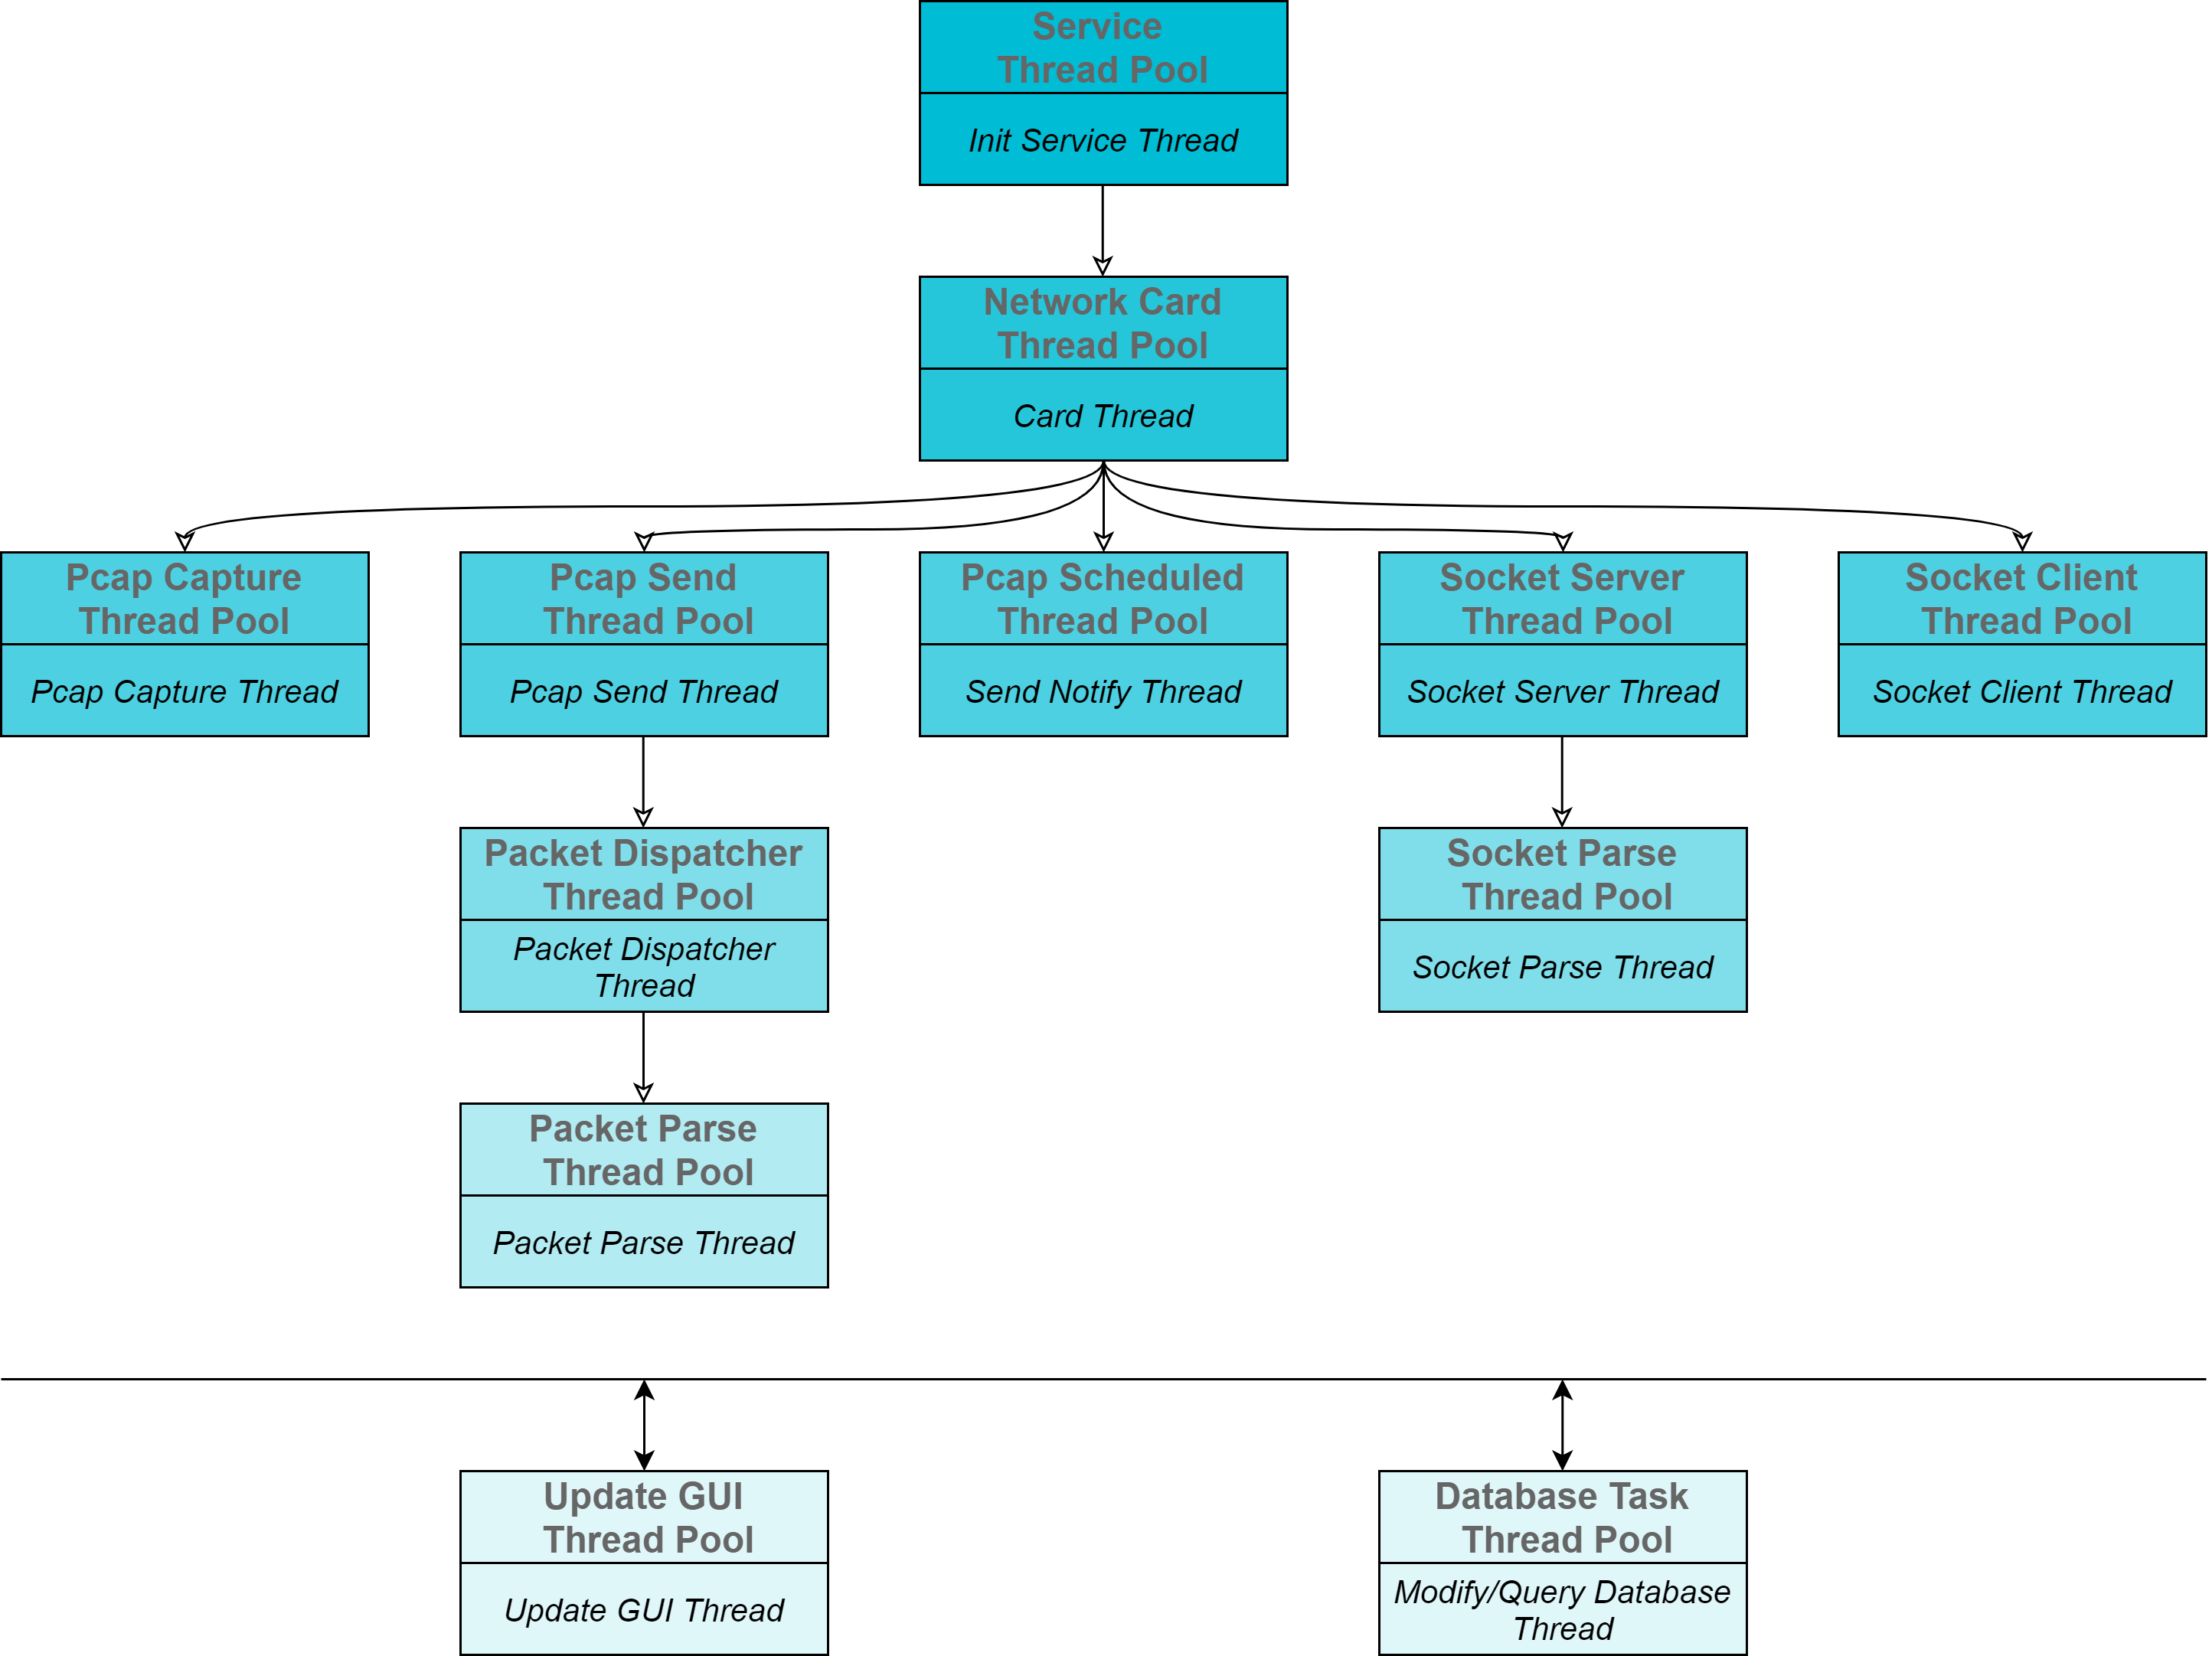 Service
Thread Pool
Init Service Thread
Network Card
Thread Pool
Card Thread
Pcap Capture
Thread Pool
Pcap Capture Thread
Pcap Send
Thread Pool
Pcap Send Thread
Pcap Scheduled
Thread Pool
Send Notify Thread
Socket Server
Thread Pool
Socket Server Thread
Socket Client
Thread Pool
Socket Client Thread
Packet Dispatcher
Thread Pool
Packet Dispatcher
Thread
Socket Parse
Thread Pool
Socket Parse Thread
Packet Parse
Thread Pool
Packet Parse Thread
Update GUI
Thread Pool
Update GUI Thread
Database Task
Thread Pool
Modify/Query Database
Thread